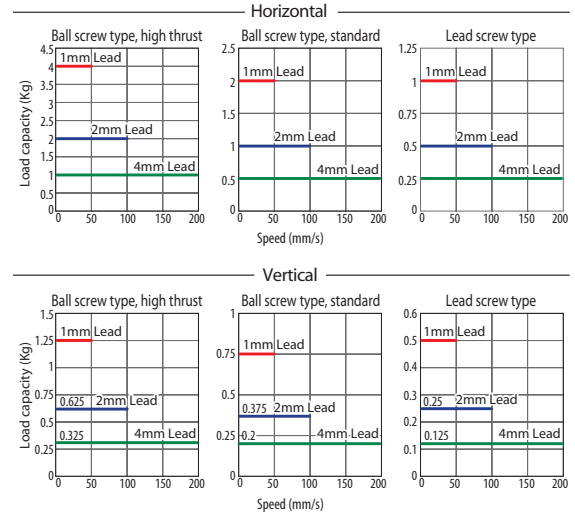 Horizontal
Ball screw type, high thrust
Load capacity (Kg)
4.5
4
3.5
3
2.5
2
1.5
1
0.5
0
1mm Lead
2mm Lead
4mm Lead
0 50 100 150 200
Ball screw type, standard
2.5
2
1.5
1
0.5
0
1mm Lead
2mm Lead
4mm Lead
0 50 100 150 200
Speed (mm/s)
Lead screw type
1.25
1
0.75
0.5
0.25
0
1mm Lead
2mm Lead
4mm Lead
0 50 100 150 200
Vertical
Ball screw type, high thrust
Load capacity (Kg)
1.5
1.25
1
0.75
0.5
0.25
0
1mm Lead
0.625 2mm Lead
0.325 4mm Lead
0 50 100 150 200
Ball screw type, standard
1
0.75
0.5
0.25
0
1mm Lead
0.375 2mm Lead
0.2 4mm Lead
0 50 100 150 200
Speed (mm/s)
Lead screw type
0.6
0.5
0.4
0.3
0.2
0.1
0
1mm Lead
0.25 2mm Lead
0.125 4mm Lead
0 50 100 150 200